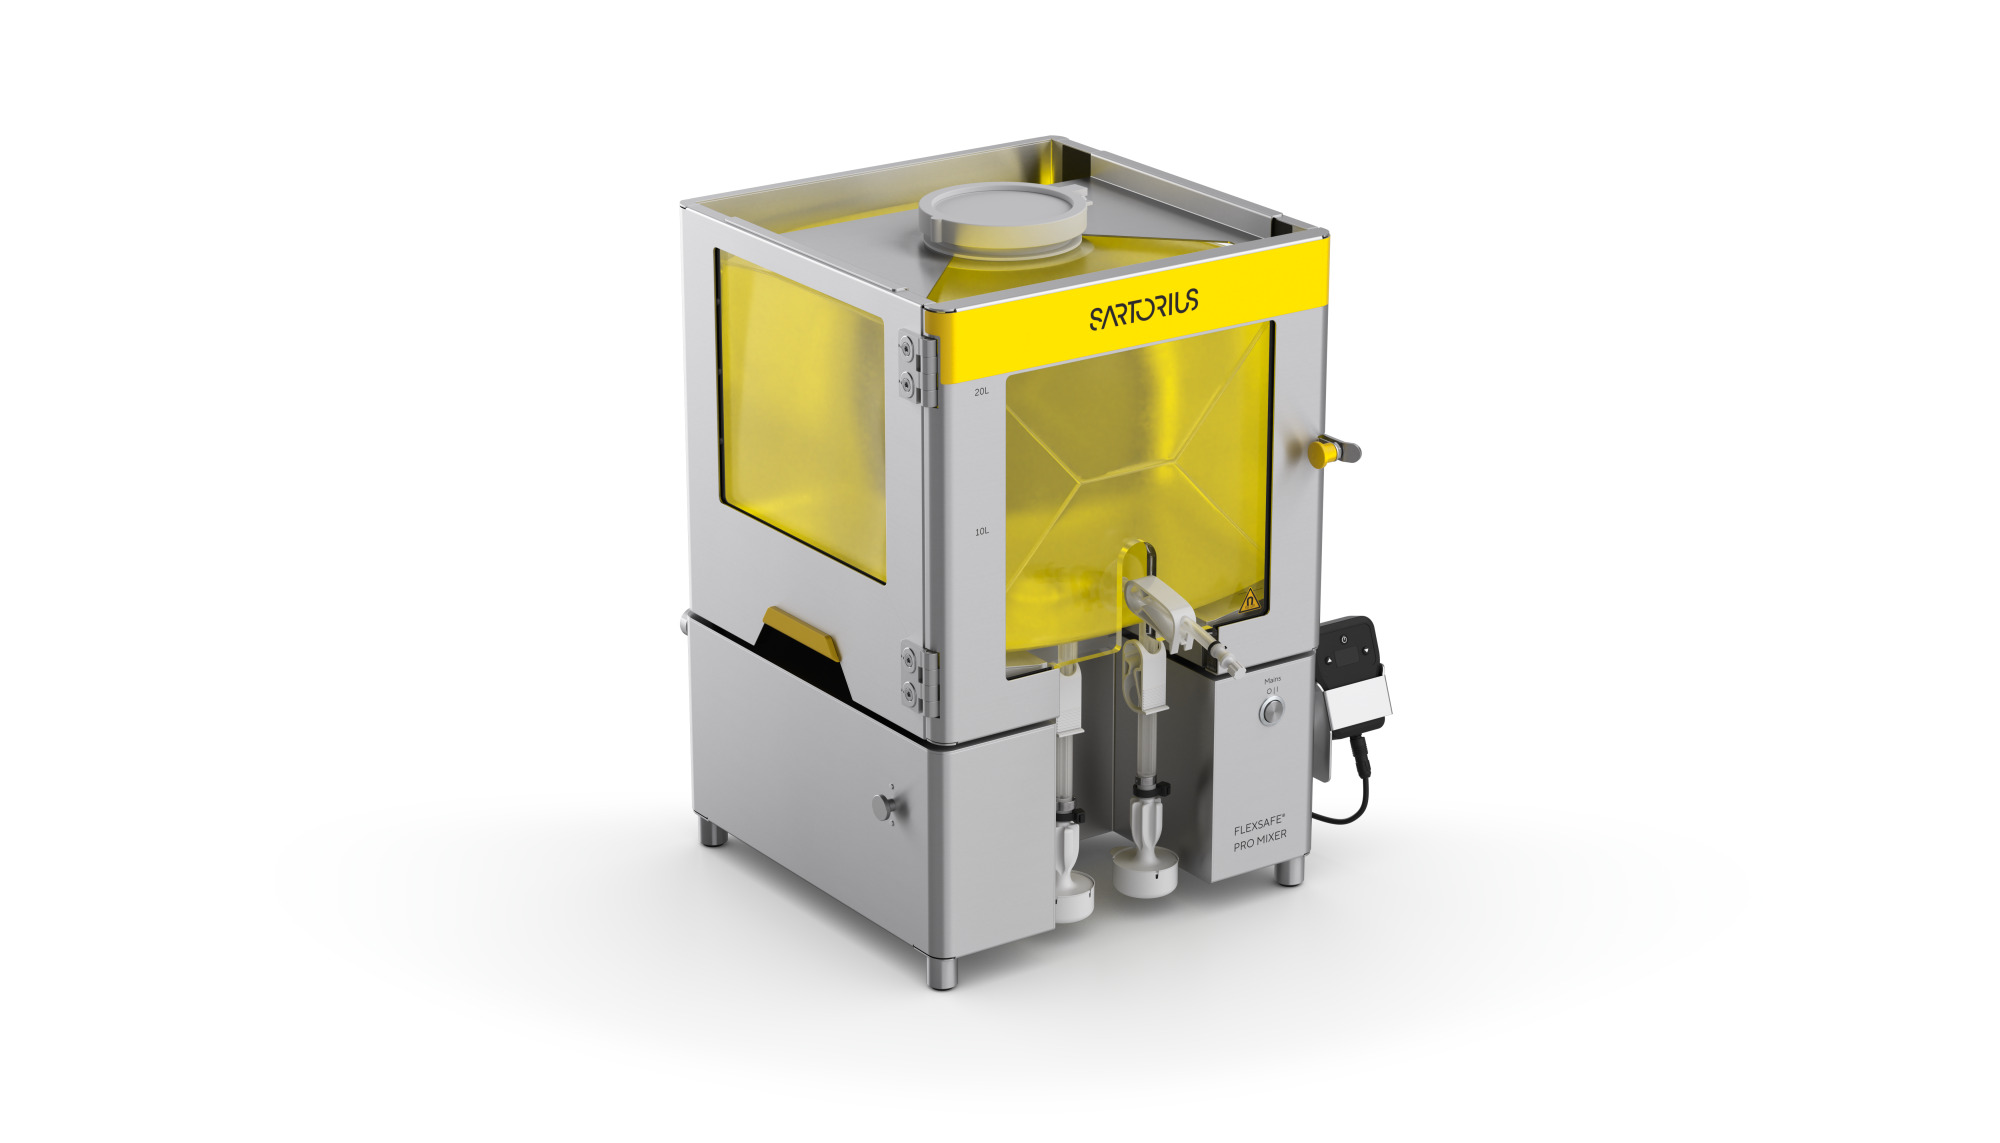 SARTORIUS
20L
10L
Mains
FLEXSAFE®
PRO MIXER